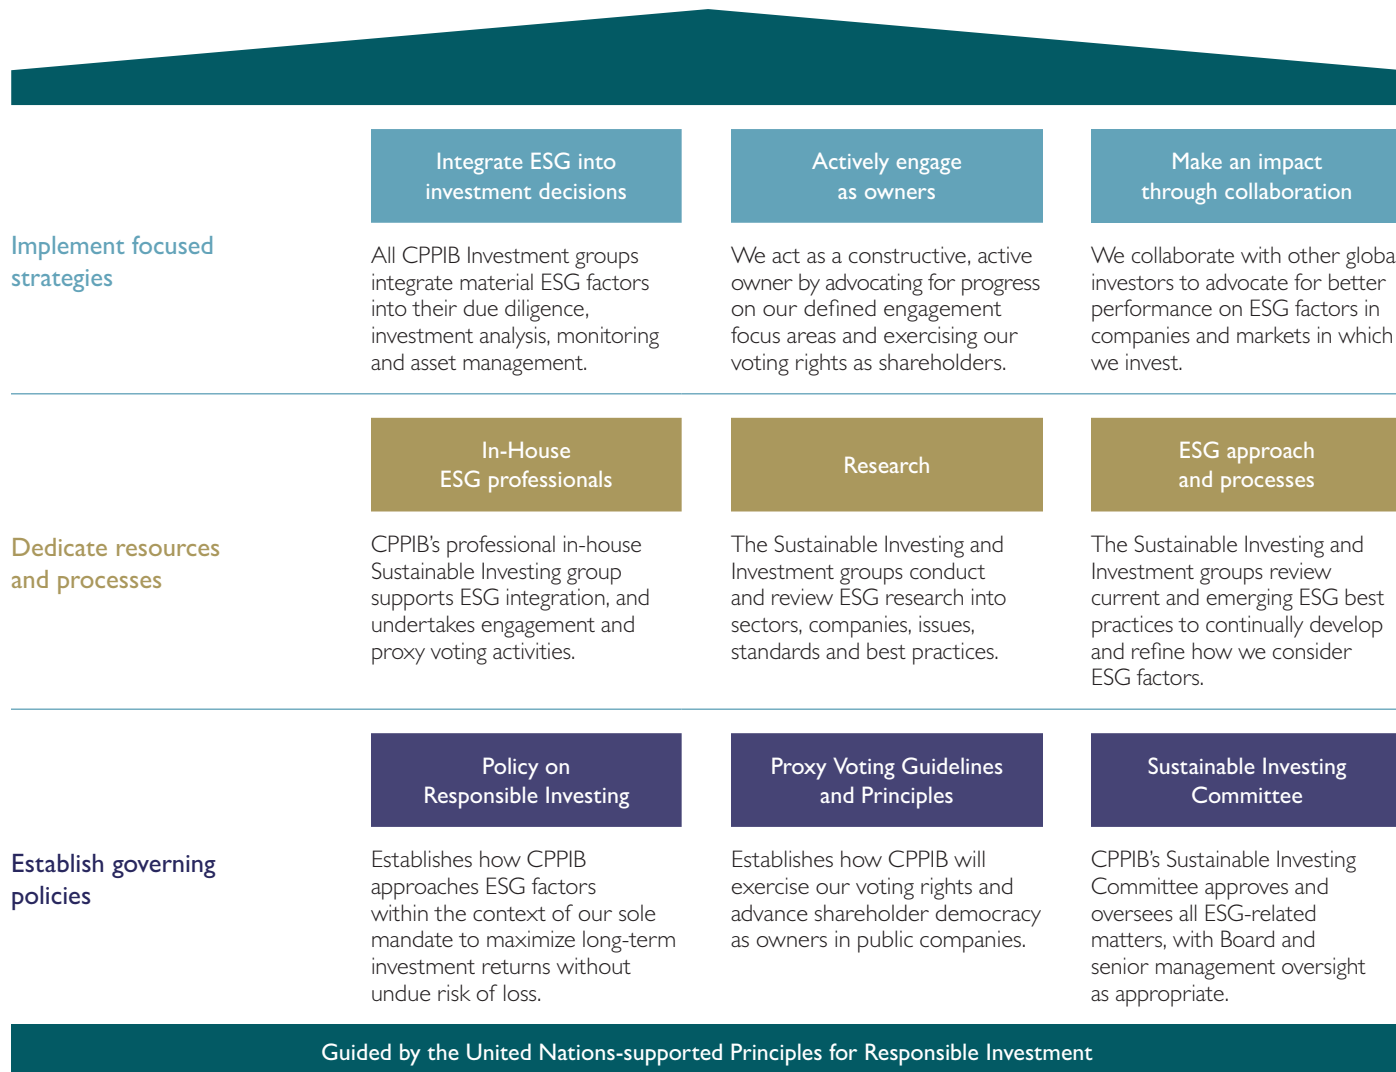 Implement focused
strategies
Integrate ESG into
investment decisions
All CPPIB Investment groups
integrate material ESG factors
into their due diligence,
investment analysis, monitoring
and asset management.
Actively engage
as owners
We act as a constructive, active
owner by advocating for progress
on our defined engagement
focus areas and exercising our
voting rights as shareholders.
Make an impact
through collaboration
We collaborate with other globa
investors to advocate for better
performance on ESG factors in
companies and markets in which
we invest.
Dedicate resources
and processes
In-House
ESG professionals
CPPIB’s professional in-house
Sustainable Investing group
supports ESG integration, and
undertakes engagement and
proxy voting activities.
Research
The Sustainable Investing and
Investment groups conduct
and review ESG research into
sectors, companies, issues,
standards and best practices.
ESG approach
and processes
The Sustainable Investing and
Investment groups review
current and emerging ESG best
practices to continually develop
and refine how we consider
ESG factors.
Establish governing
policies
Policy on
Responsible Investing
Establishes how CPPIB
approaches ESG factors
within the context of our sole
mandate to maximize long-term
investment returns without
undue risk of loss.
Proxy Voting Guidelines
and Principles
Establishes how CPPIB will
exercise our voting rights and
advance shareholder democracy
as owners in public companies.
Sustainable Investing
Committee
CPPIB’s Sustainable Investing
Committee approves and
oversees all ESG-related
matters, with Board and
senior management oversight
as appropriate.
Guided by the United Nations-supported Principles for Responsible Investment